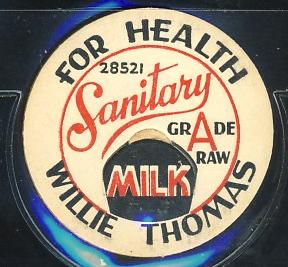 FOR HEALTH
28521
Sanitary
GRADE
A
RAW
MILK
WILLIE THOMAS